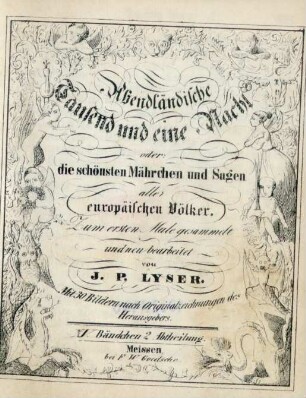 Abendländische
Tausend und eine Nacht
oder
die schönsten Mährchen und Sagen
aller
europäischen Völker.
Zum ersten Male gesammelt
und neu bearbeitet
von
J. P. LYSER.
Mit 30 Bildern nach Originalzeichnungen des
Herausgebers.
Bändchen 2 Abtheilung.
Meissen
bei F. W. Goedsche